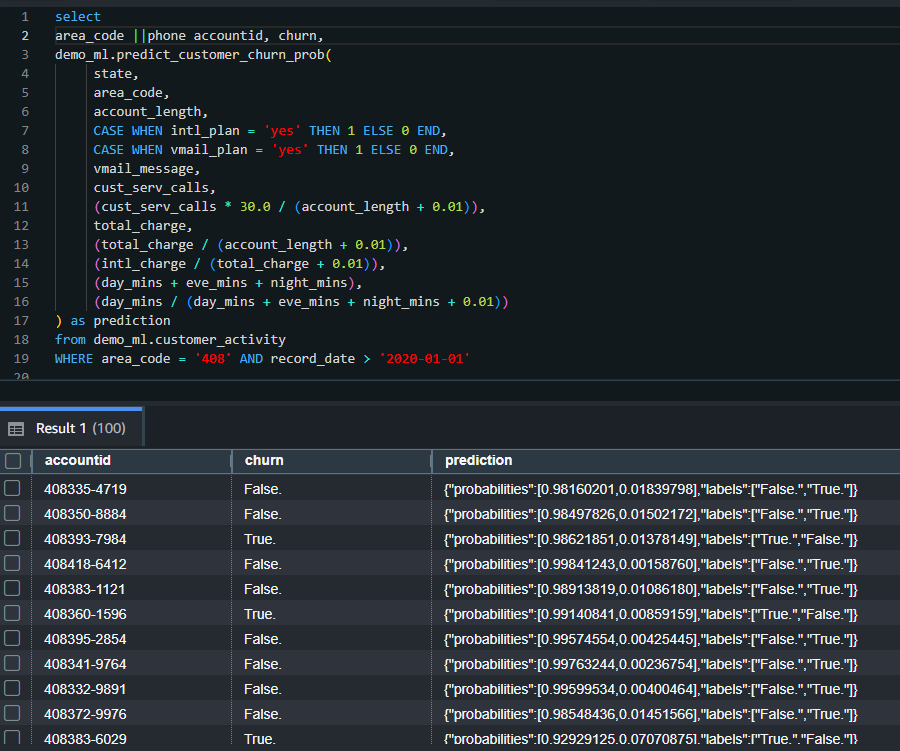 1 select
2 area_code ||phone accountid, churn,
3 demo_ml.predict_customer_churn_prob(
4 state,
5 area_code,
6 account_length,
7 CASE WHEN intl_plan = 'yes' THEN 1 ELSE 0 END,
8 CASE WHEN vmail_plan = 'yes' THEN 1 ELSE 0 END,
9 vmail_message,
10 cust_serv_calls,
11 (cust_serv_calls * 30.0 / (account_length + 0.01)),
12 total_charge,
13 (total_charge / (account_length + 0.01)),
14 (intl_charge / (total_charge + 0.01)),
15 (day_mins + eve_mins + night_mins),
16 (day_mins / (day_mins + eve_mins + night_mins + 0.01))
17 ) as prediction
18 from demo_ml.customer_activity
19 WHERE area_code = '408' AND record_date > '2020-01-01'
20
Result 1 (100)
accountid churn prediction
408335-4719 False. {"probabilities":[0.98160201,0.01839798],"labels":["False.","True."]}
408350-8884 False. {"probabilities":[0.98497826,0.01502172],"labels":["False.","True."]}
408393-7984 True. {"probabilities":[0.98621851,0.01378149],"labels":["True.","False."]}
408418-6412 False. {"probabilities":[0.99841243,0.00158760],"labels":["False.","True."]}
408383-1121 False. {"probabilities":[0.98913819,0.01086180],"labels":["False.","True."]}
408360-1596 True. {"probabilities":[0.99140841,0.00859159],"labels":["True.","False."]}
408395-2854 False. {"probabilities":[0.99574554,0.00425445],"labels":["False.","True."]}
408341-9764 False. {"probabilities":[0.99763244,0.00236754],"labels":["False.","True."]}
408332-9891 False. {"probabilities":[0.99599534,0.00400464],"labels":["False.","True."]}
408372-9976 False. {"probabilities":[0.98548436,0.01451566],"labels":["False.","True."]}
408383-6029 True. {"probabilities":[0.92929125,0.07070875],"labels":["True.","False."]}